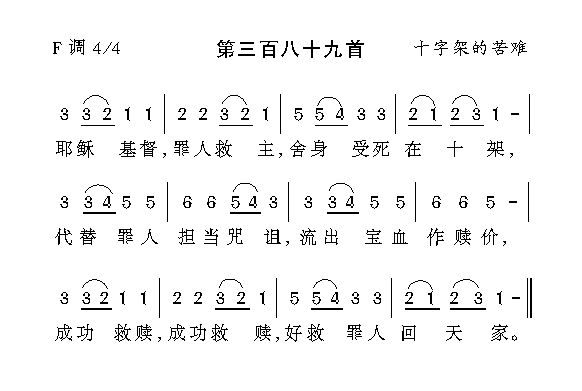 F 调 4/4 第三百八十九首 十字架的苦难
3 3 2 1 1 | 2 2 3 2 1 | 5 5 4 3 3 | 2 1 2 3 1 - |
耶稣 基督,罪人救 主,舍身 受死 在 十 架,
3 3 4 5 5 | 6 6 5 4 3 | 3 3 4 5 5 | 6 6 5 - |
代替 罪人 担当咒 诅,流出 宝血 作赎 价,
3 3 2 1 1 | 2 2 3 2 1 | 5 5 4 3 3 | 2 1 2 3 1 - ‖
成功 救赎,成功救 赎,好救 罪人 回 天 家。